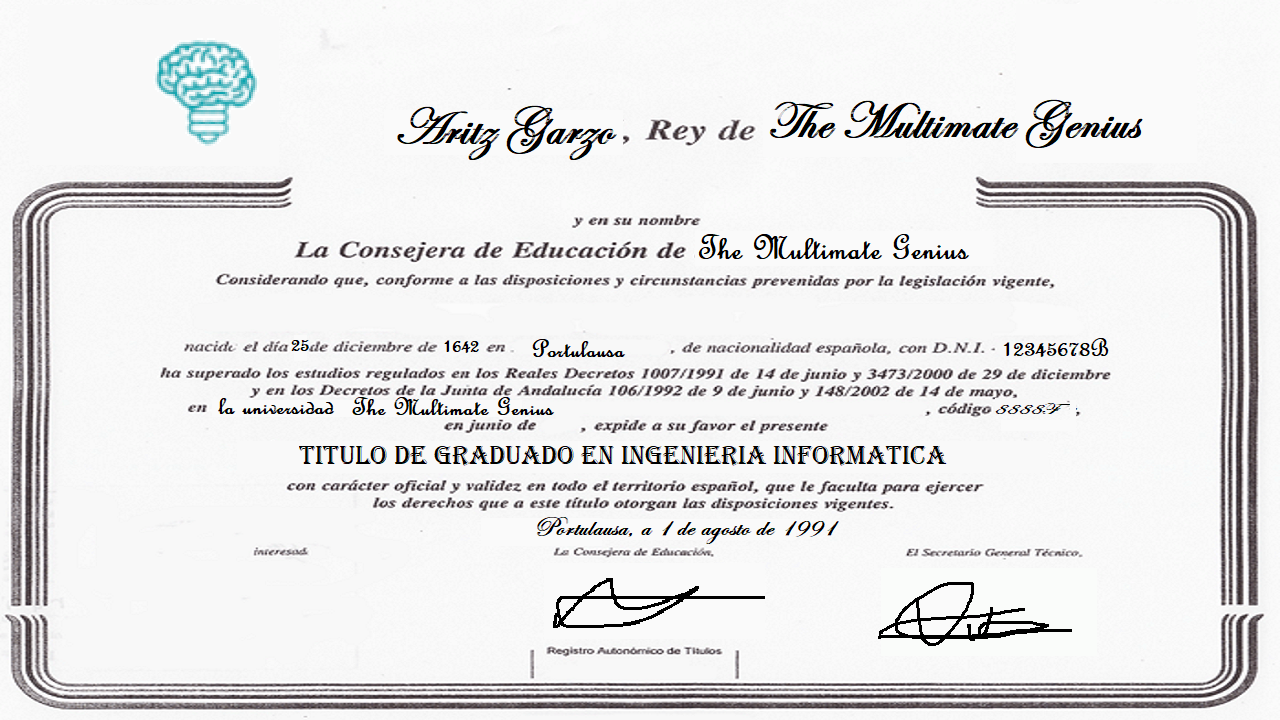 Aritz Garzo, Rey de The Multimate Genius
y en su nombre
La Consejera de Educación de The Multimate Genius
Considerando que, conforme a las disposiciones y circunstancias prevenidas por la legislación vigente,
nacido el día 25 de diciembre de 1642 en Portulausa, de nacionalidad española, con D.N.I. - 12345678B
ha superado los estudios regulados en los Reales Decretos 1007/1991 de 14 de junio y 3473/2000 de 29 de diciembre
y en los Decretos de la Junta de Andalucía 106/1992 de 9 de junio y 148/2002 de 14 de mayo,
en la universidad The Multimate Genius, código 8888F ,
en junio de , expide a su favor el presente
TITULO DE GRADUADO EN INGENIERIA INFORMATICA
con carácter oficial y validez en todo el territorio español, que le faculta para ejercer
los derechos que a este título otorgan las disposiciones vigentes.
Portulausa, a 1 de agosto de 1991
interesad La Consejera de Educación, El Secretario General Técnico,
Registro Autonómico de Títulos